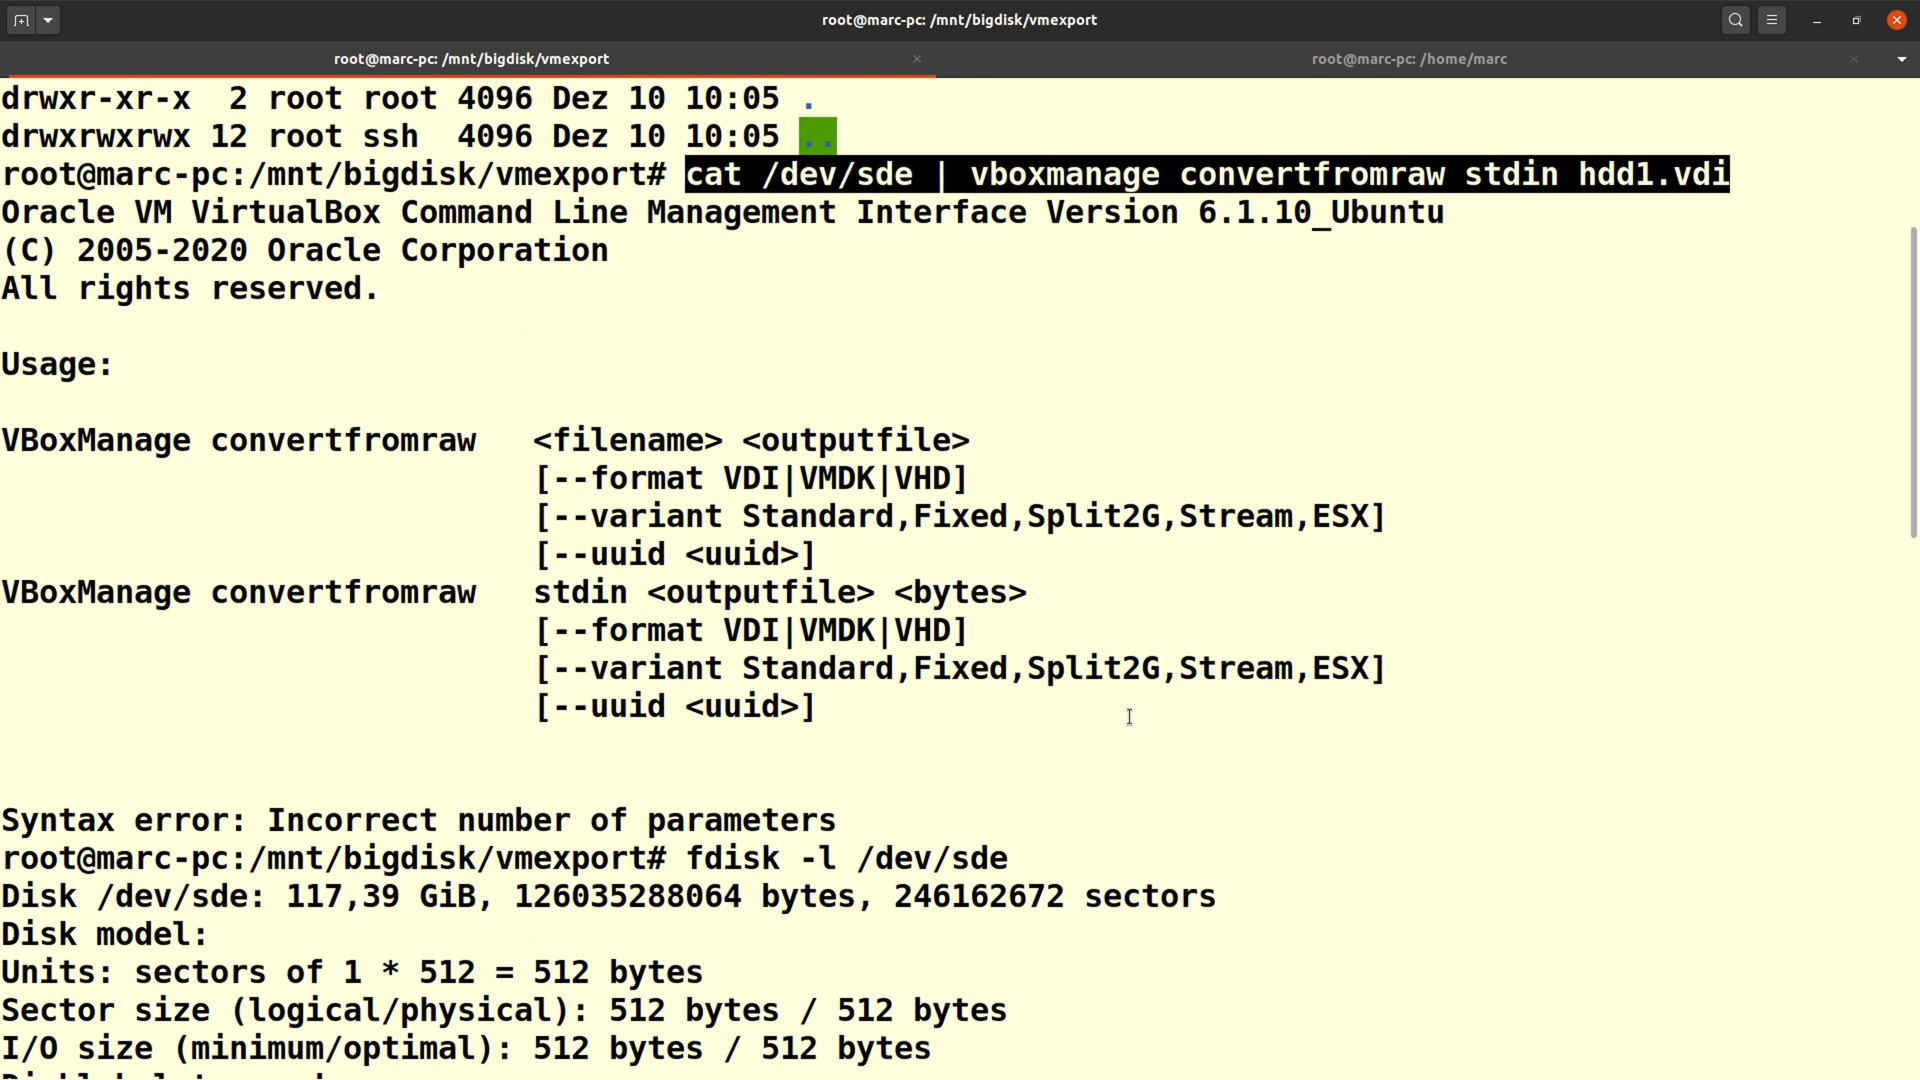 root@marc-pc: /mnt/bigdisk/vmexport
root@marc-pc: /mnt/bigdisk/vmexport
root@marc-pc: /home/marc
drwxr-xr-x  2 root root 4096 Dez 10 10:05 .
drwxrwxrwx 12 root ssh  4096 Dez 10 10:05 ..
root@marc-pc:/mnt/bigdisk/vmexport# cat /dev/sde | vboxmanage convertfromraw stdin hdd1.vdi
Oracle VM VirtualBox Command Line Management Interface Version 6.1.10_Ubuntu
(C) 2005-2020 Oracle Corporation
All rights reserved.
Usage:
VBoxManage convertfromraw   <filename> <outputfile>
[--format VDI|VMDK|VHD]
[--variant Standard,Fixed,Split2G,Stream,ESX]
[--uuid <uuid>]
VBoxManage convertfromraw   stdin <outputfile> <bytes>
[--format VDI|VMDK|VHD]
[--variant Standard,Fixed,Split2G,Stream,ESX]
[--uuid <uuid>]
Syntax error: Incorrect number of parameters
root@marc-pc:/mnt/bigdisk/vmexport# fdisk -l /dev/sde
Disk /dev/sde: 117,39 GiB, 126035288064 bytes, 246162672 sectors
Disk model:
Units: sectors of 1 * 512 = 512 bytes
Sector size (logical/physical): 512 bytes / 512 bytes
I/O size (minimum/optimal): 512 bytes / 512 bytes